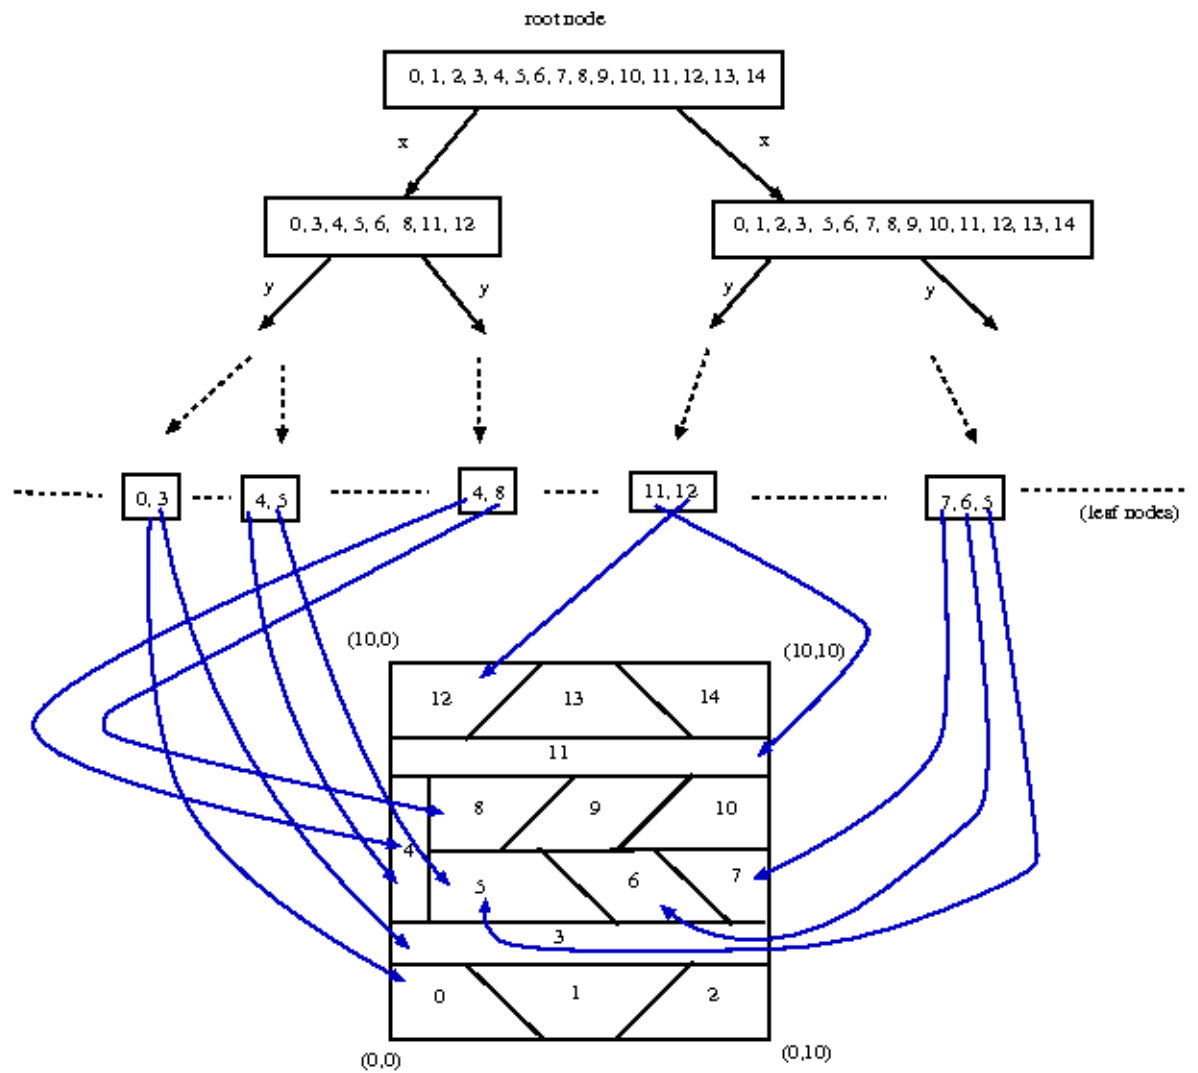 root node
0, 1, 2, 3, 4, 5, 6, 7, 8, 9, 10, 11, 12, 13, 14
x
x
0, 3, 4, 5, 6, 8, 11, 12
0, 1, 2, 3, 5, 6, 7, 8, 9, 10, 11, 12, 13, 14
y
y
y
y
0, 3
4, 5
4, 8
11, 12
7, 6, 5
(leaf nodes)
(10,0)
(10,10)
12
13
14
11
8
9
10
4
5
6
7
3
0
1
2
(0,0)
(0,10)